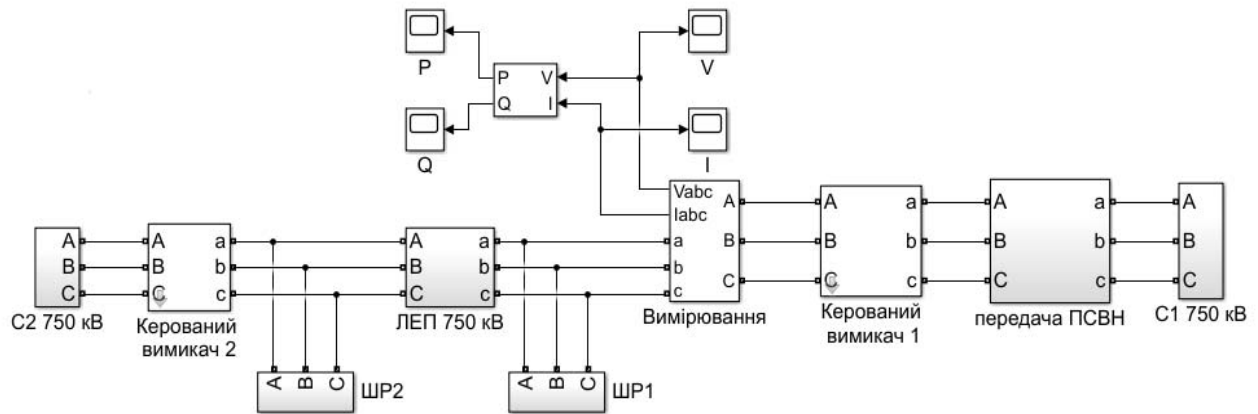 P
V
P V
Q I
Q
I
Vabc
Iabc
A
B
C
a
b
c
A a
B b
C c
A a
B b
C c
A
B
C
A
B
C
A a
B b
C c
A a
B b
C c
С2 750 кВ
Керований
вимикач 2
ЛЕП 750 кВ
Вимірювання
Керований
вимикач 1
передача ПСВН
С1 750 кВ
A B C
ШР2
A B C
ШР1